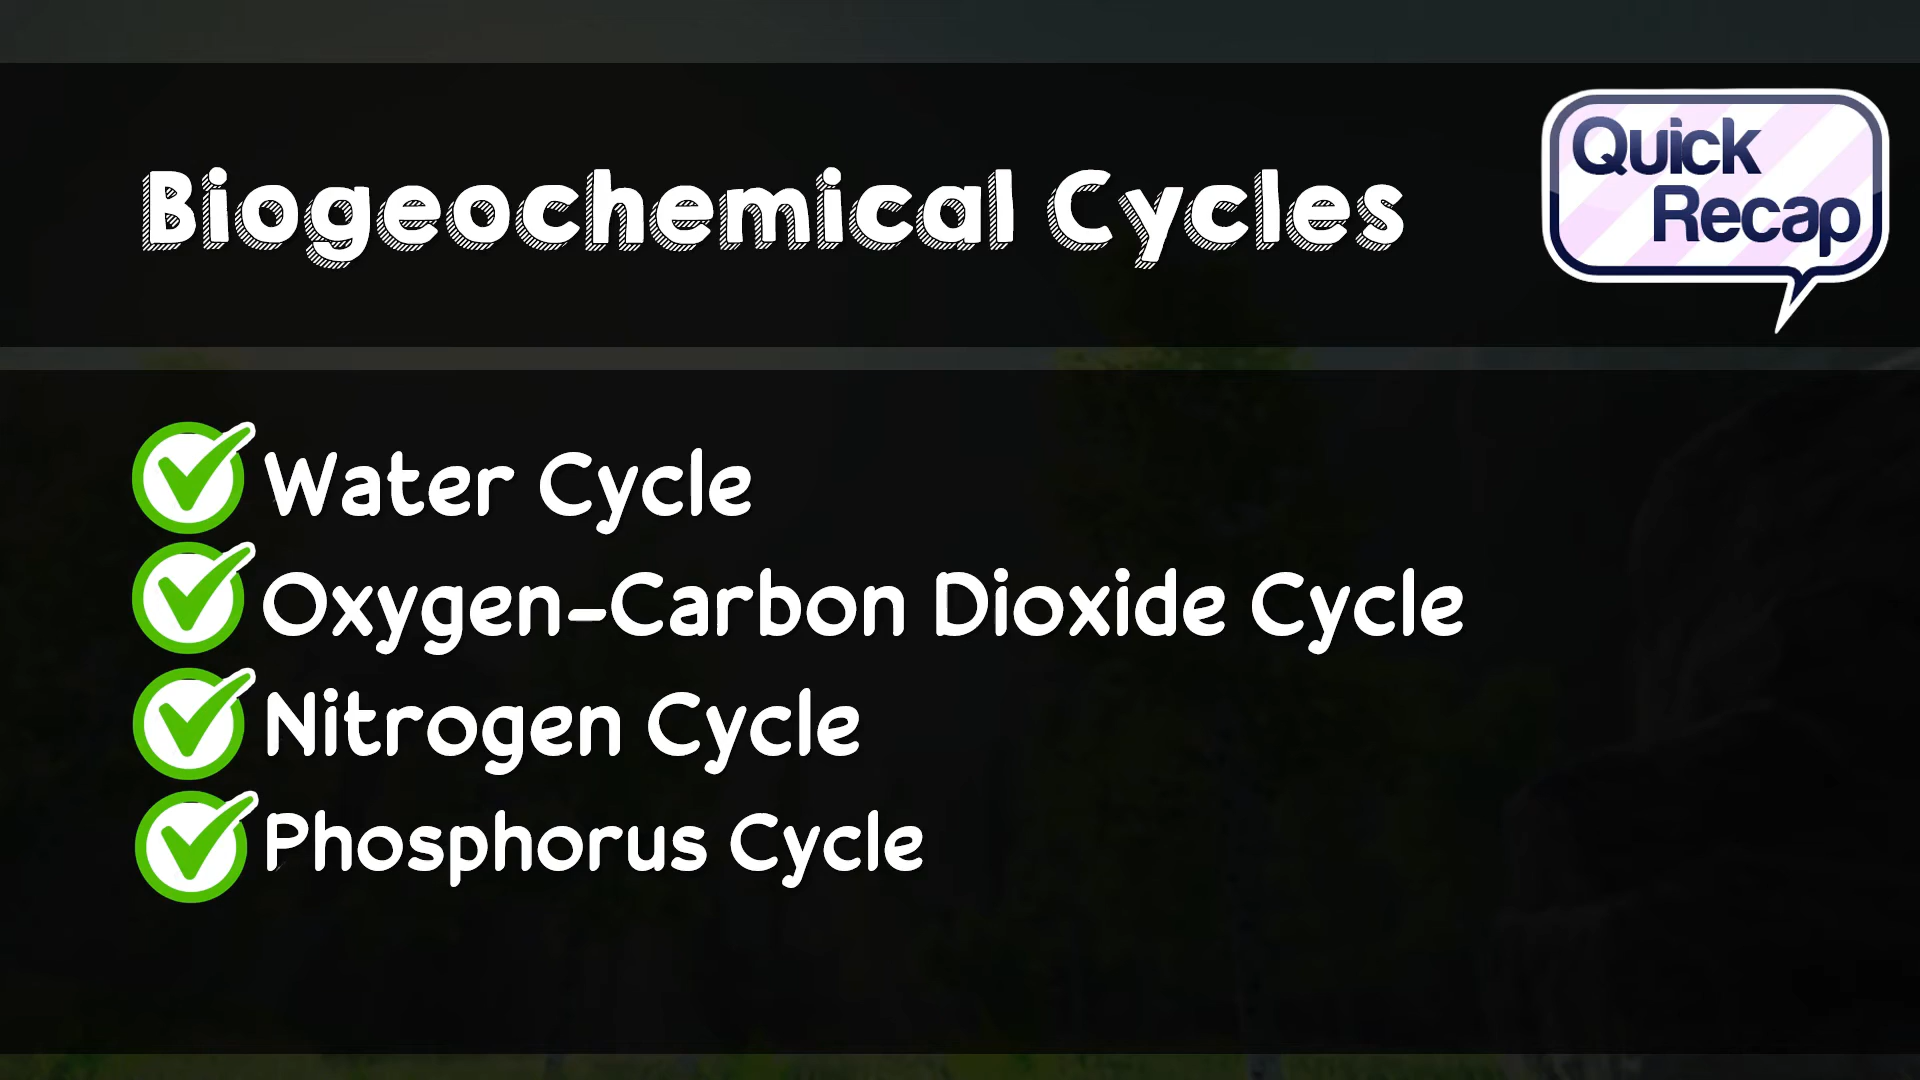 Biogeochemical Cycles
Quick
Recap
Water Cycle
Oxygen-Carbon Dioxide Cycle
Nitrogen Cycle
Phosphorus Cycle